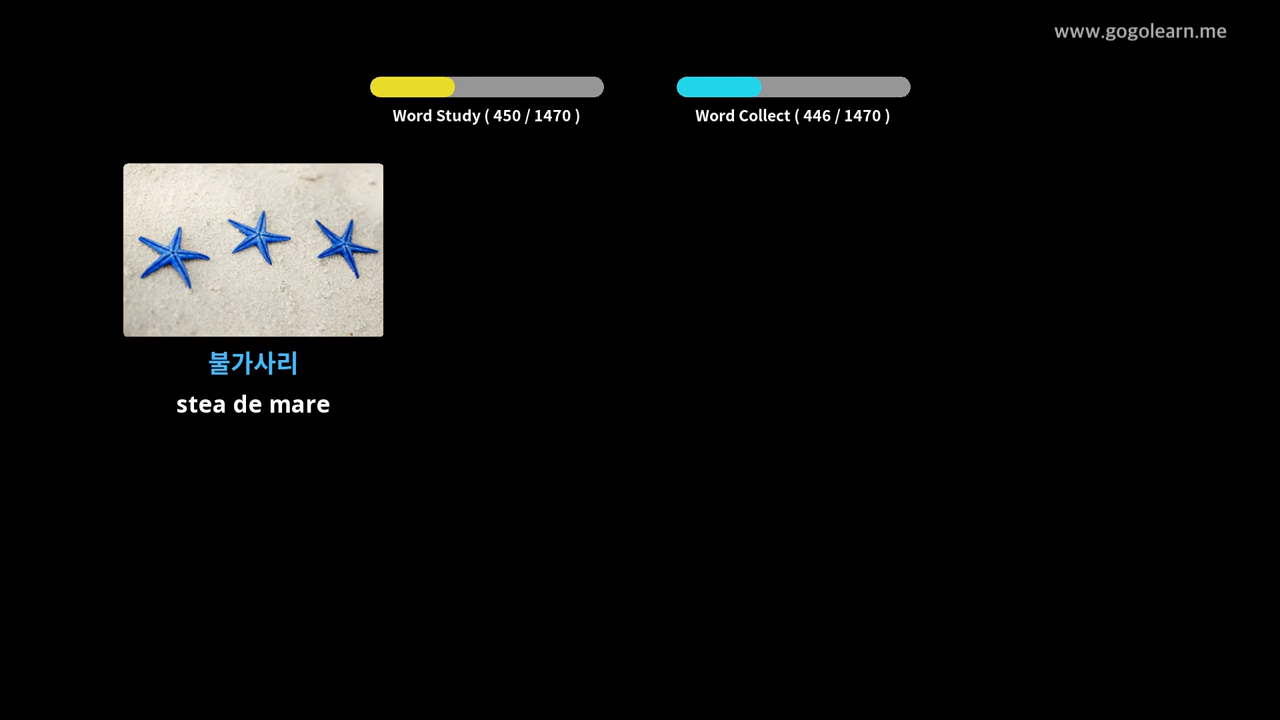 www.gogolearn.me
Word Study ( 450 / 1470 )
Word Collect ( 446 / 1470 )
불가사리
stea de mare